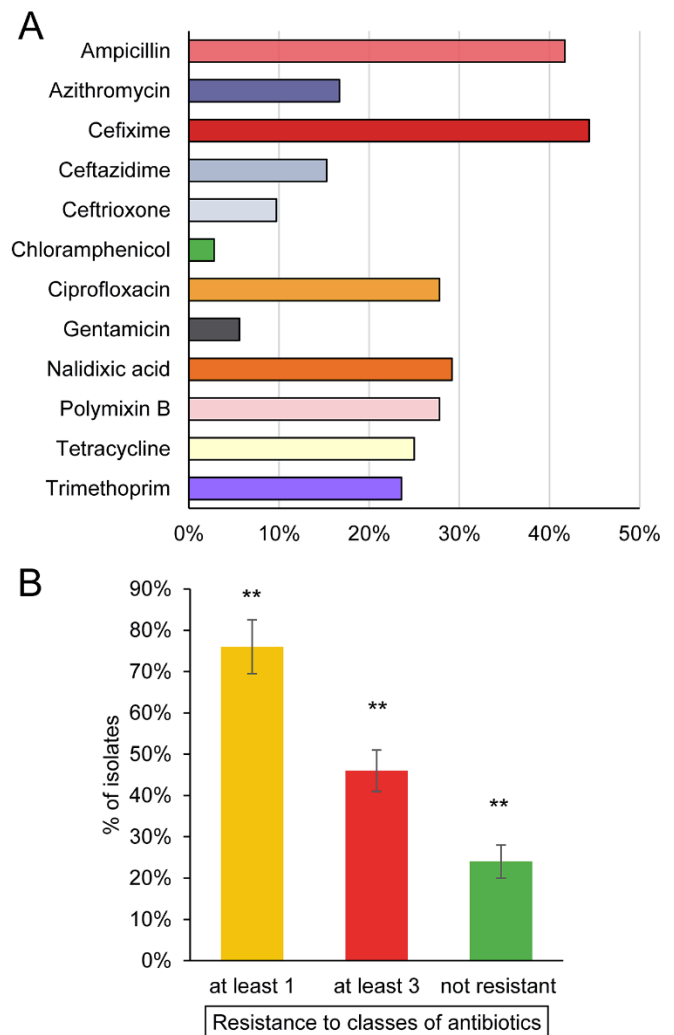 A
Ampicillin
Azithromycin
Cefixime
Ceftazidime
Ceftrioxone
Chloramphenicol
Ciprofloxacin
Gentamicin
Nalidixic acid
Polymixin B
Tetracycline
Trimethoprim
0% 10% 20% 30% 40% 50%
B
% of isolates
90%
80%
70%
60%
50%
40%
30%
20%
10%
0%
**
**
**
at least 1 at least 3 not resistant
Resistance to classes of antibiotics